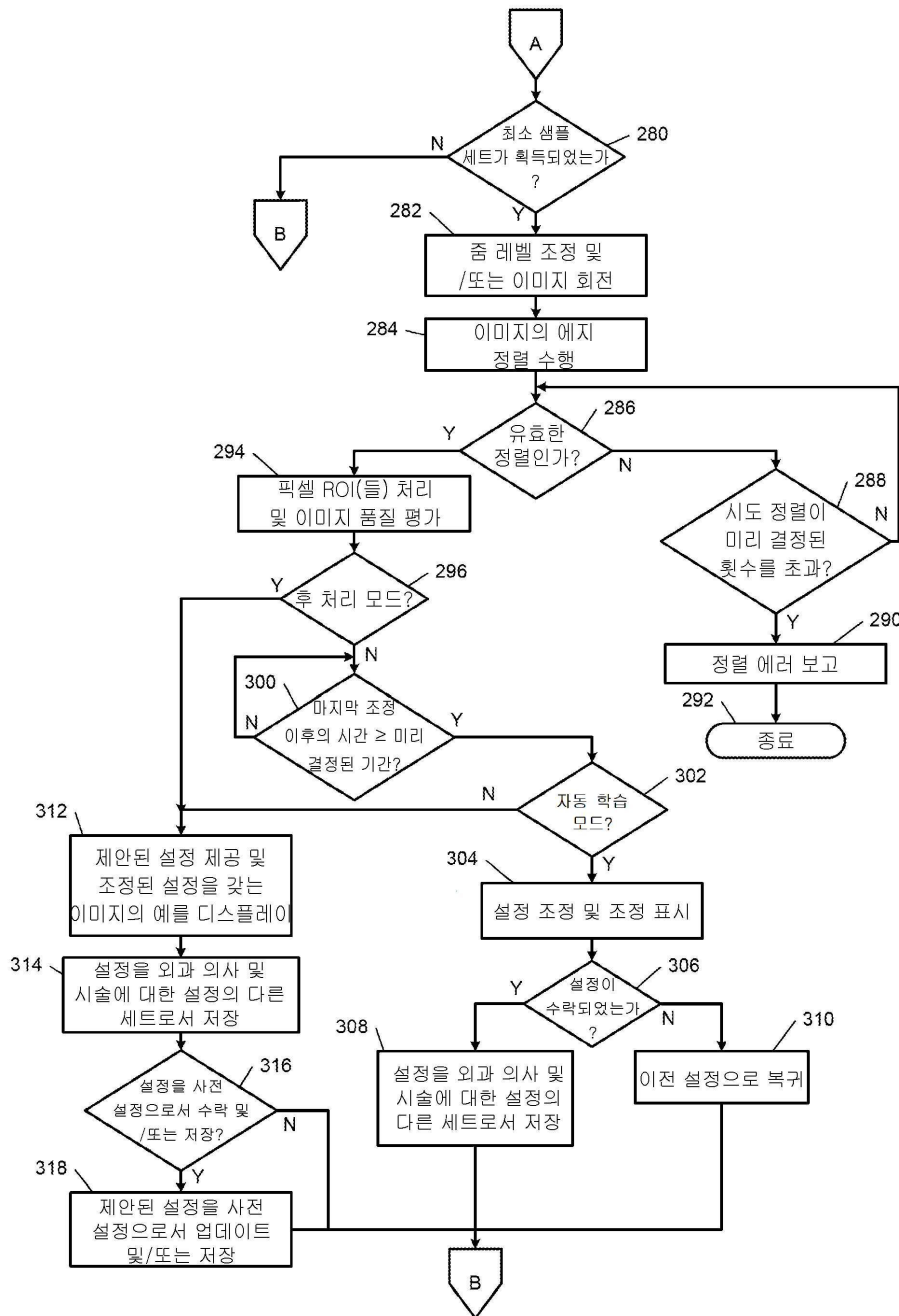 A
최소 샘플
세트가 획득되었는가
?
280
N
Y
B
282
줌 레벨 조정 및
/또는 이미지 회전
284
이미지의 에지
정렬 수행
286
유효한
정렬인가?
Y
N
294
픽셀 ROI(들) 처리
및 이미지 품질 평가
288
시도 정렬이
미리 결정된
횟수를 초과?
N
Y
296
후 처리 모드?
Y
N
290
정렬 에러 보고
292
종료
300
마지막 조정
이후의 시간 ≥ 미리
결정된 기간?
N
Y
302
자동 학습
모드?
N
Y
312
제안된 설정 제공 및
조정된 설정을 갖는
이미지의 예를 디스플레이
304
설정 조정 및 조정 표시
314
설정을 외과 의사 및
시술에 대한 설정의 다른
세트로서 저장
306
설정이
수락되었는가
?
Y
N
308
설정을 외과 의사 및
시술에 대한 설정의
다른 세트로서 저장
310
이전 설정으로 복귀
316
설정을 사전
설정으로서 수락 및
/또는 저장?
N
Y
318
제안된 설정을 사전
설정으로서 업데이트
및/또는 저장
B